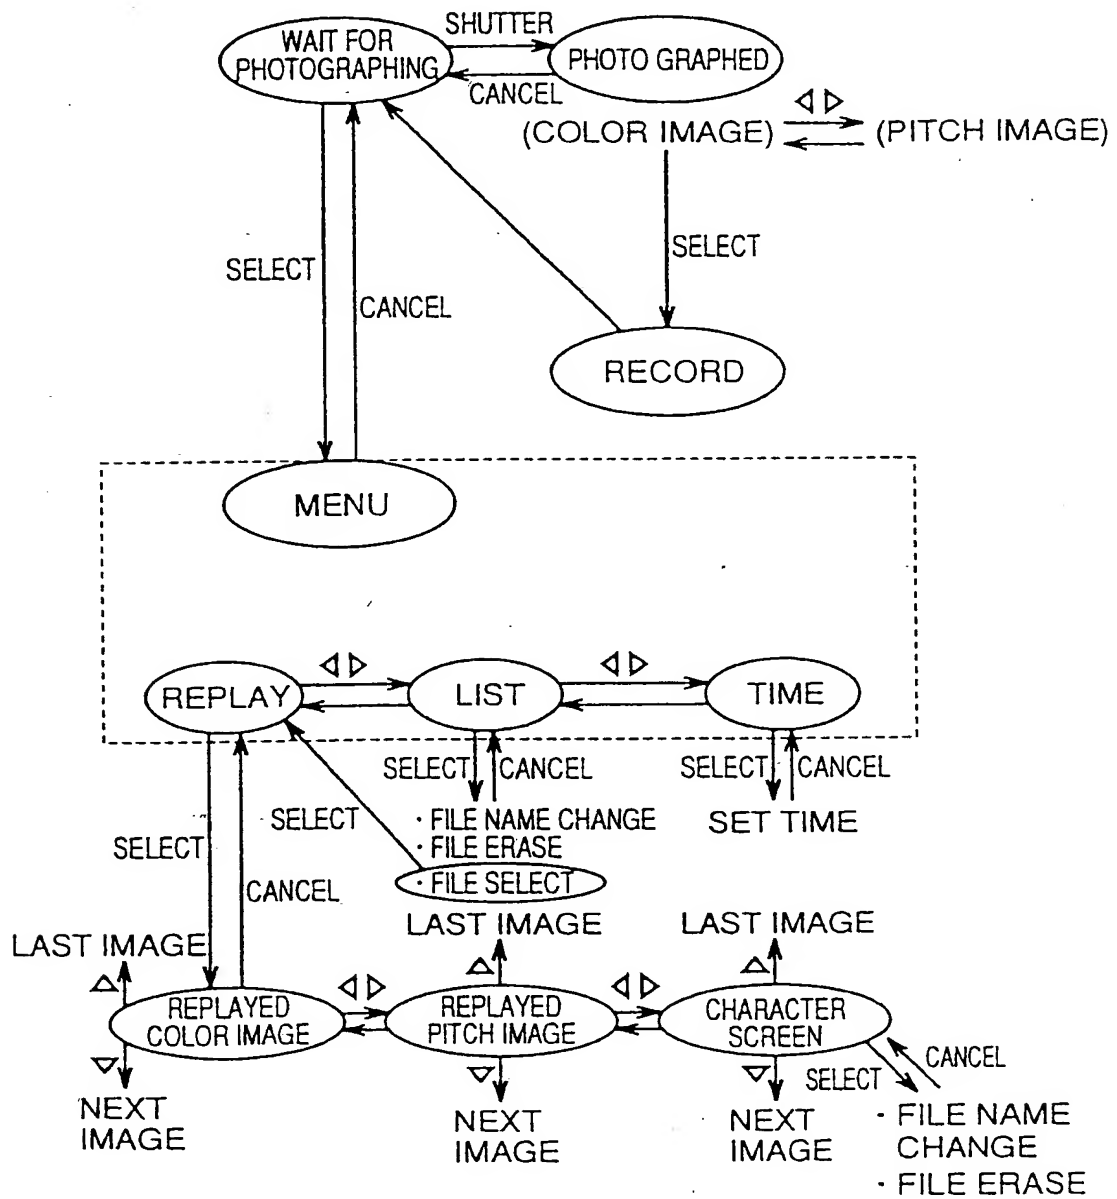 WAIT FOR
PHOTOGRAPHING
SHUTTER
CANCEL
PHOTO GRAPHED
(COLOR IMAGE)
◁ ▷
(PITCH IMAGE)
SELECT
CANCEL
SELECT
RECORD
MENU
REPLAY
◁ ▷
LIST
◁ ▷
TIME
SELECT
CANCEL
SELECT
CANCEL
SELECT
· FILE NAME CHANGE
· FILE ERASE
· FILE SELECT
SET TIME
SELECT
CANCEL
LAST IMAGE
LAST IMAGE
LAST IMAGE
△
△
△
REPLAYED
COLOR IMAGE
◁ ▷
REPLAYED
PITCH IMAGE
◁ ▷
CHARACTER
SCREEN
▽
▽
▽
NEXT
IMAGE
NEXT
IMAGE
NEXT
IMAGE
SELECT
CANCEL
· FILE NAME
CHANGE
· FILE ERASE